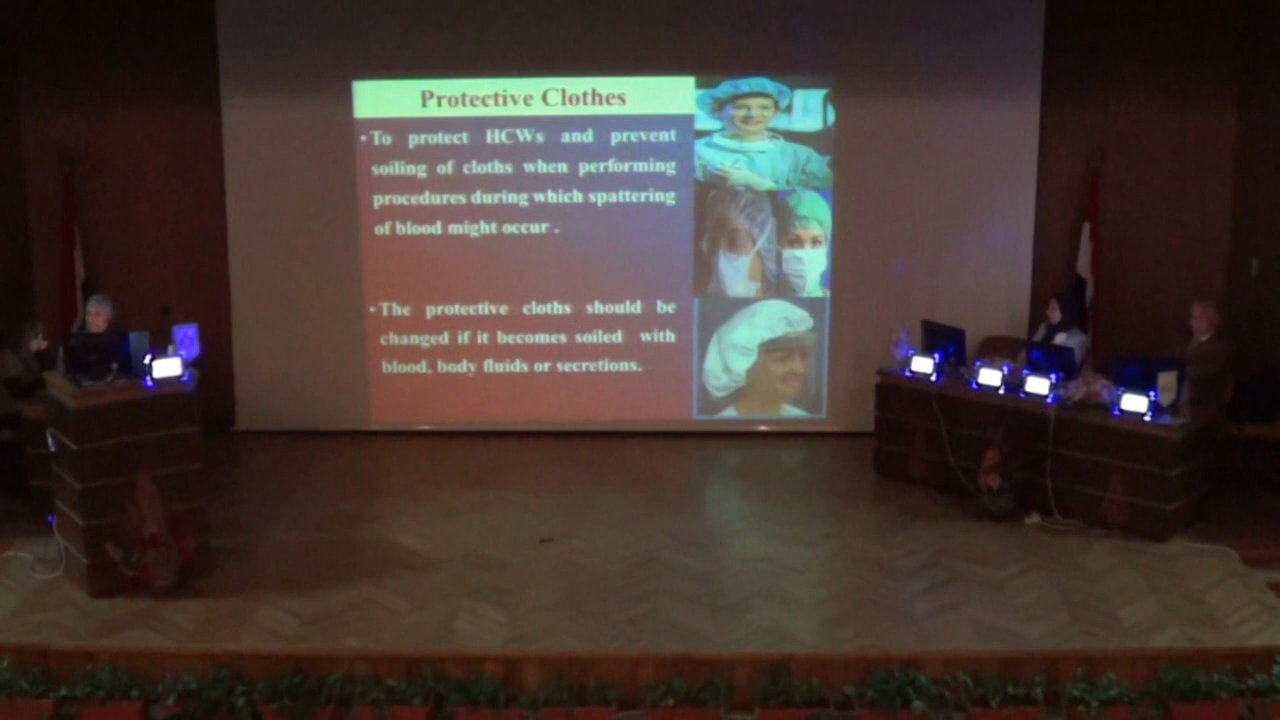 Protective Clothes
•To protect HCWs and prevent
soiling of cloths when performing
procedures during which spattering
of blood might occur .
•The protective cloths should be
changed if it becomes soiled with
blood, body fluids or secretions.